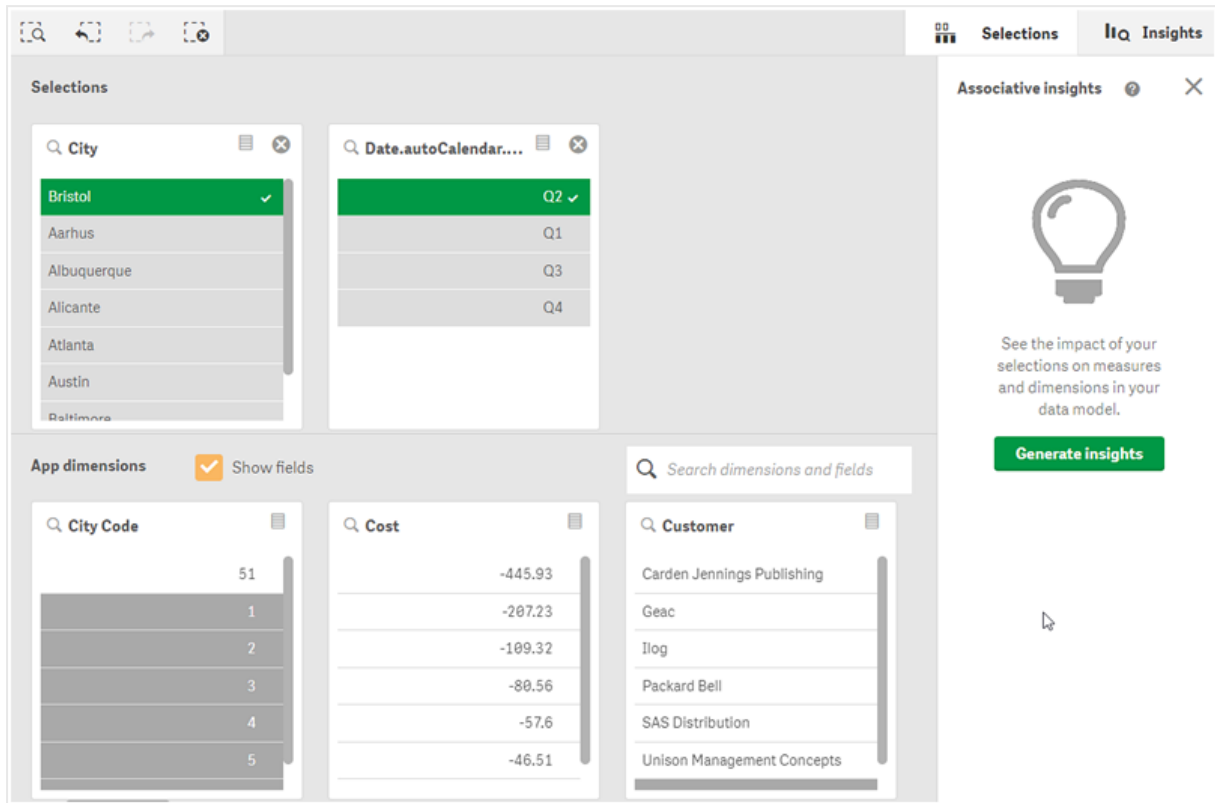 Selections
Insights
Selections
Associative insights
City
Date.autoCalendar....
Bristol
Aarhus
Albuquerque
Alicante
Atlanta
Austin
Baltimore
Q2
Q1
Q3
Q4
See the impact of your
selections on measures
and dimensions in your
data model.
Generate insights
App dimensions
Show fields
Search dimensions and fields
City Code
51
1
2
3
4
5
Cost
-445.93
-207.23
-109.32
-80.56
-57.6
-46.51
Customer
Carden Jennings Publishing
Geac
Ilog
Packard Bell
SAS Distribution
Unison Management Concepts